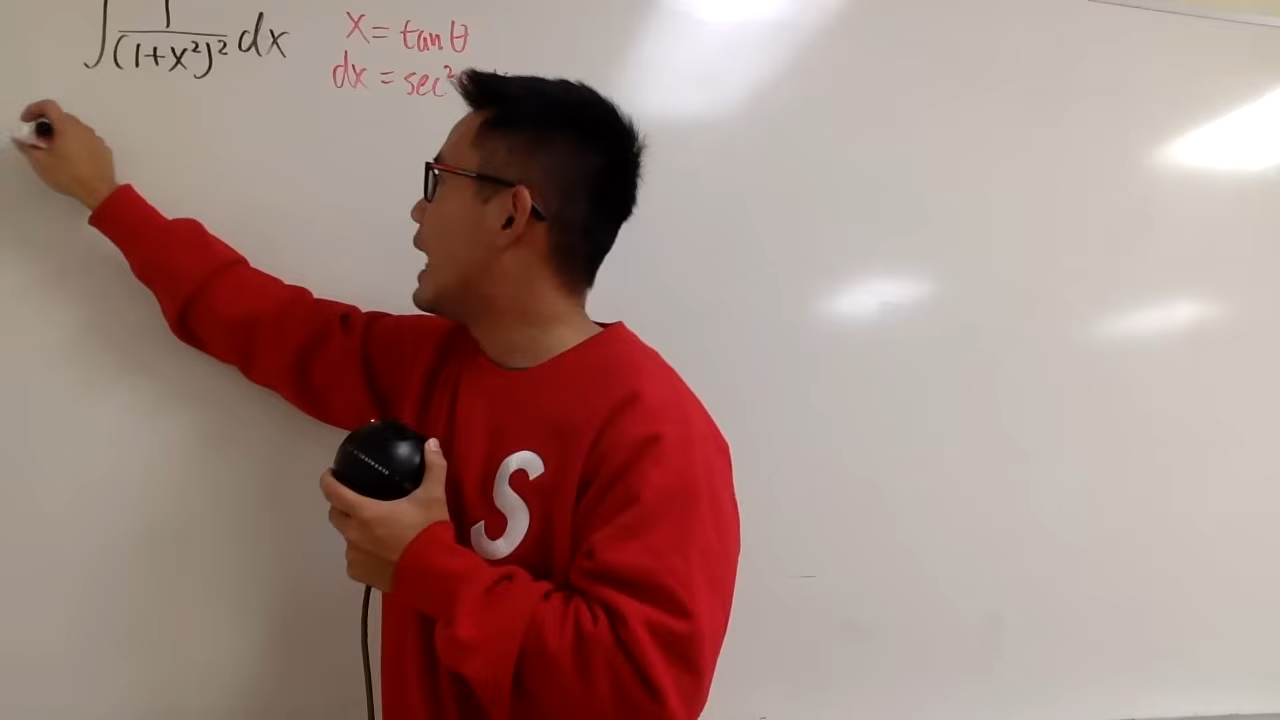 ∫ 1/(1+x²)² dx
x = tan θ
dx = sec²
S